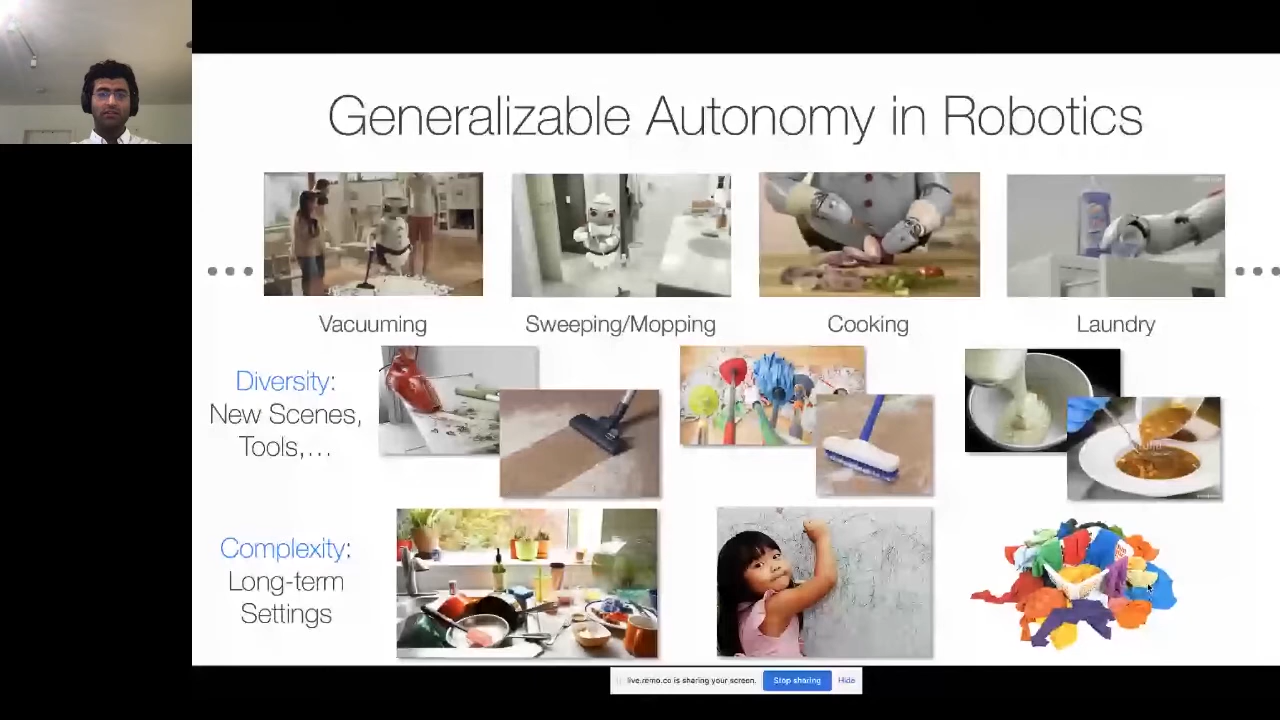 Generalizable Autonomy in Robotics
Vacuuming
Sweeping/Mopping
Cooking
Laundry
Diversity:
New Scenes,
Tools,...
Complexity:
Long-term
Settings
live.remo.co is sharing your screen.
Stop sharing
Hide